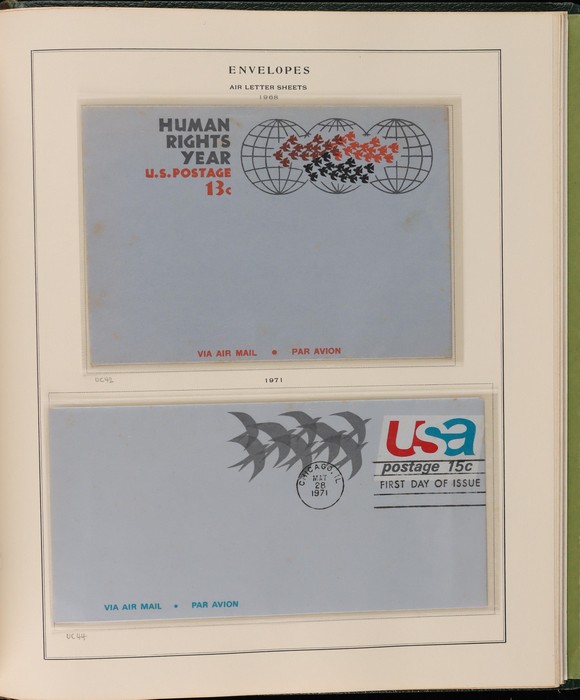 ENVELOPES
AIR LETTER SHEETS
1968
HUMAN
RIGHTS
YEAR
U.S. POSTAGE
13c
VIA AIR MAIL • PAR AVION
1971
usa
postage 15c
FIRST DAY OF ISSUE
CHICAGO, IL
MAY
28
1971
VIA AIR MAIL • PAR AVION
UC44